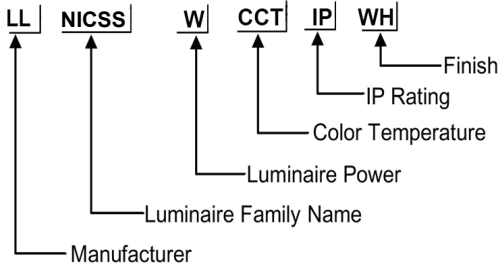 LL NICSS W CCT IP WH
Finish
IP Rating
Color Temperature
Luminaire Power
Luminaire Family Name
Manufacturer